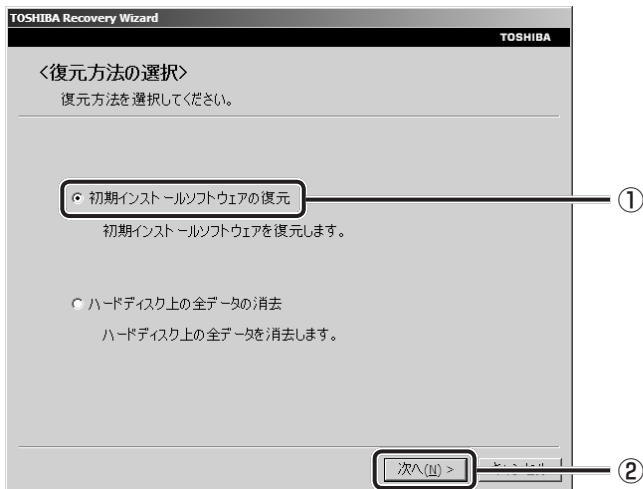 TOSHIBA Recovery Wizard
TOSHIBA
<復元方法の選択>
復元方法を選択してください。
初期インストールソフトウェアの復元
①
初期インストールソフトウェアを復元します。
ハードディスク上の全データの消去
ハードディスク上の全データを消去します。
次へ(N) >
②